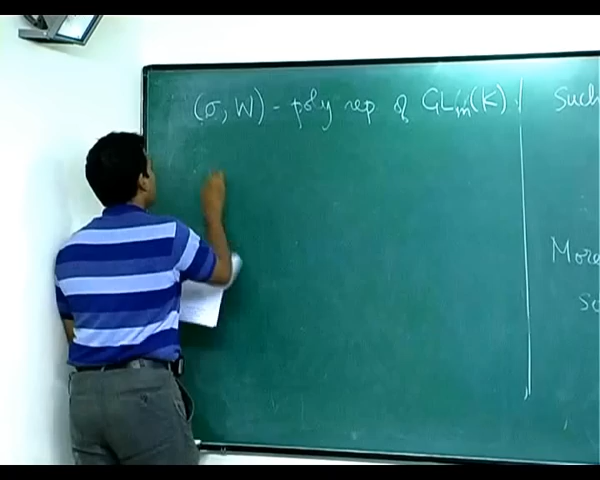 (σ, W) - poly rep of GLm(K)
Such
More